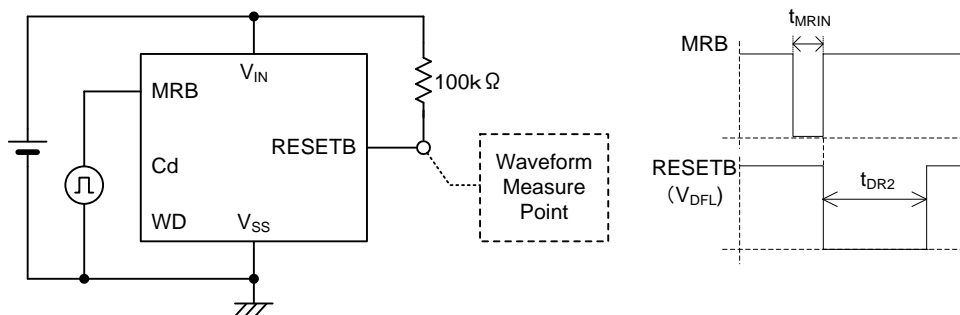 V_IN
MRB
RESETB
Cd
WD
V_SS
100kΩ
Waveform
Measure
Point
t_MRIN
MRB
RESETB
（V_DFL)
t_DR2